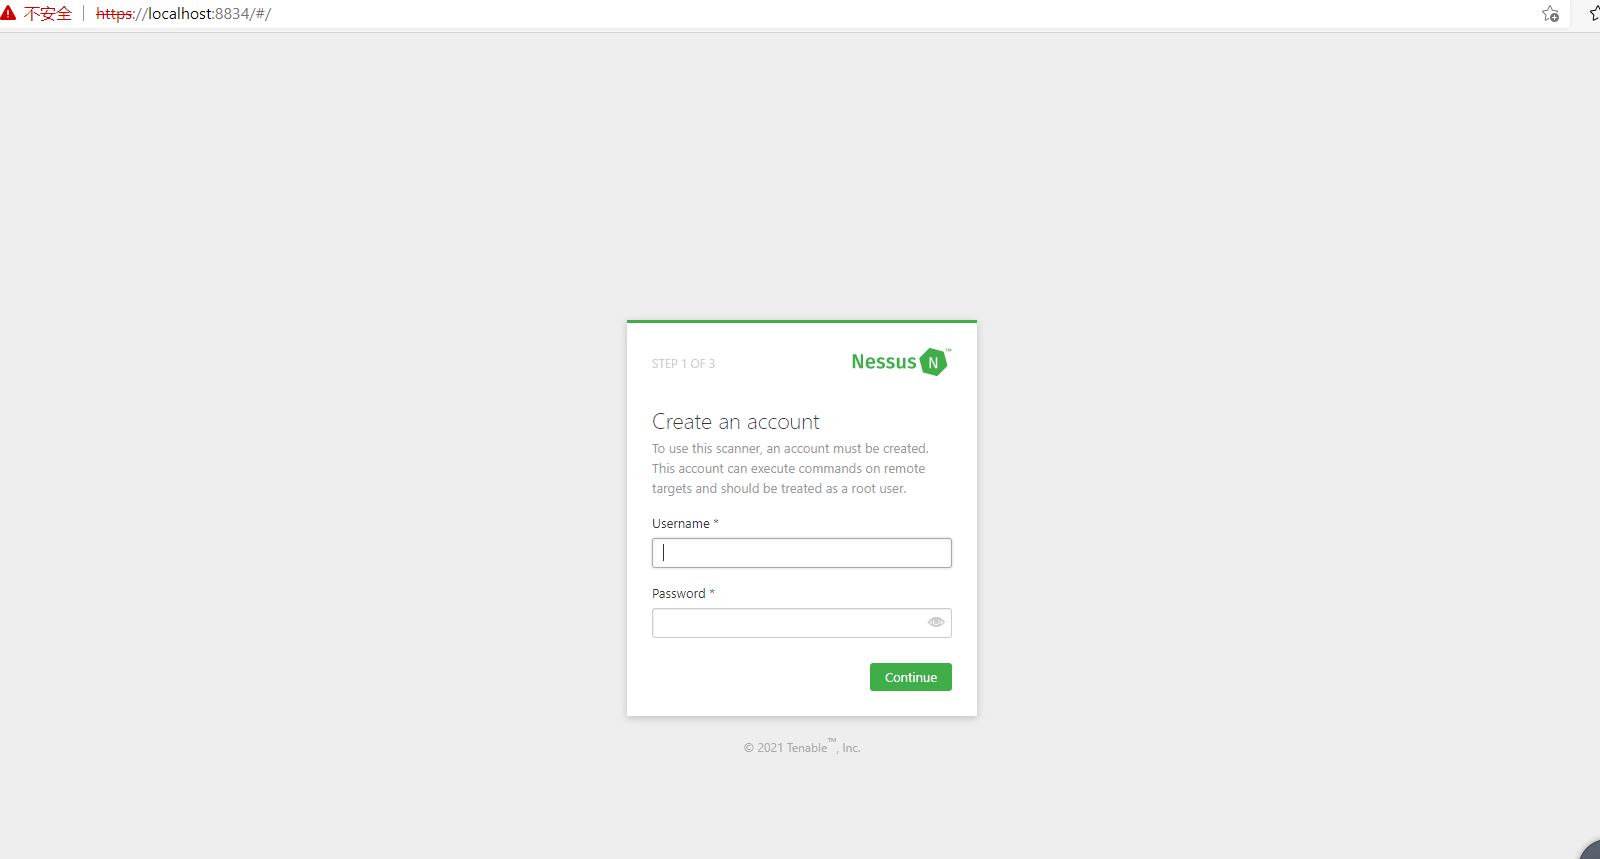 不安全 https://localhost:8834/#/
STEP 1 OF 3
Nessus N™
Create an account
To use this scanner, an account must be created.
This account can execute commands on remote
targets and should be treated as a root user.
Username *
Password *
Continue
© 2021 Tenable™, Inc.